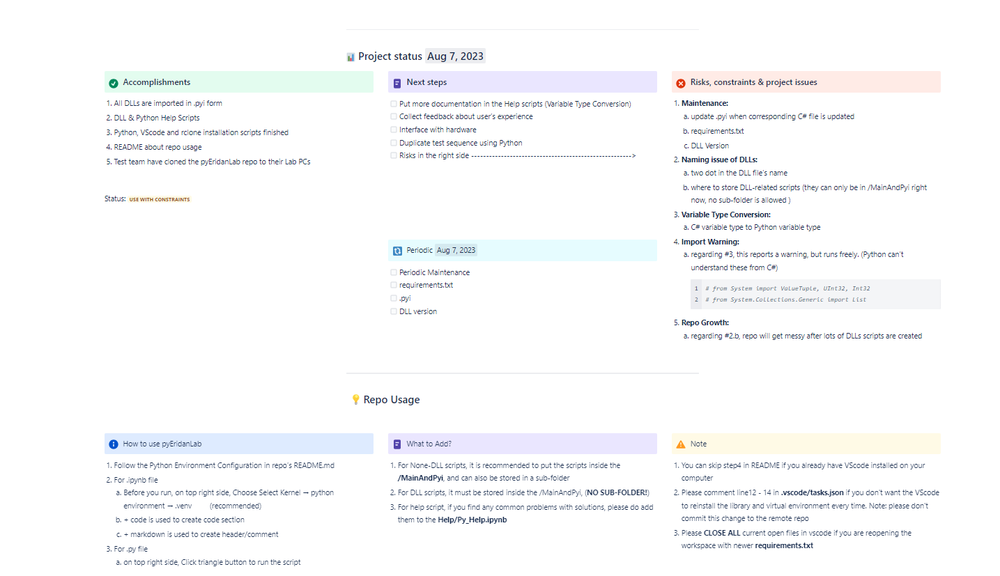 Project status Aug 7, 2023
Accomplishments
1. All DLLs are imported in .pyi form
2. DLL & Python Help Scripts
3. Python, VScode and rclone installation scripts finished
4. README about repo usage
5. Test team have cloned the pyEridanLab repo to their Lab PCs
Status: USE WITH CONSTRAINTS
Next steps
Put more documentation in the Help scripts (Variable Type Conversion)
Collect feedback about user's experience
Interface with hardware
Duplicate test sequence using Python
Risks in the right side ------------------------------------------------------>
Periodic Aug 7, 2023
Periodic Maintenance
requirements.txt
.pyi
DLL version
Risks, constraints & project issues
1. Maintenance:
a. update .pyi when corresponding C# file is updated
b. requirements.txt
c. DLL Version
2. Naming issue of DLLs:
a. two dot in the DLL file's name
b. where to store DLL-related scripts (they can only be in /MainAndPyi right
now, no sub-folder is allowed )
3. Variable Type Conversion:
a. C# variable type to Python variable type
4. Import Warning:
a. regarding #3, this reports a warning, but runs freely. (Python can't
understand these from C#)
1 # from System import ValueTuple, UInt32, Int32
2 # from System.Collections.Generic import List
5. Repo Growth:
a. regarding #2.b, repo will get messy after lots of DLLs scripts are created
Repo Usage
How to use pyEridanLab
1. Follow the Python Environment Configuration in repo's README.md
2. For .ipynb file
a. Before you run, on top right side, Choose Select Kernel → python
environment → .venv (recommended)
b. + code is used to create code section
c. + markdown is used to create header/comment
3. For .py file
a. on top right side, Click triangle button to run the script
What to Add?
1. For None-DLL scripts, it is recommended to put the scripts inside the
/MainAndPyi, and can also be stored in a sub-folder
2. For DLL scripts, it must be stored inside the /MainAndPyi, (NO SUB-FOLDER!)
3. For help script, if you find any common problems with solutions, please do add
them to the Help/Py_Help.ipynb
Note
1. You can skip step4 in README if you already have VScode installed on your
computer
2. Please comment line12 - 14 in .vscode/tasks.json if you don't want the VScode
to reinstall the library and virtual environment every time. Note: please don't
commit this change to the remote repo
3. Please CLOSE ALL current open files in vscode if you are reopening the
workspace with newer requirements.txt